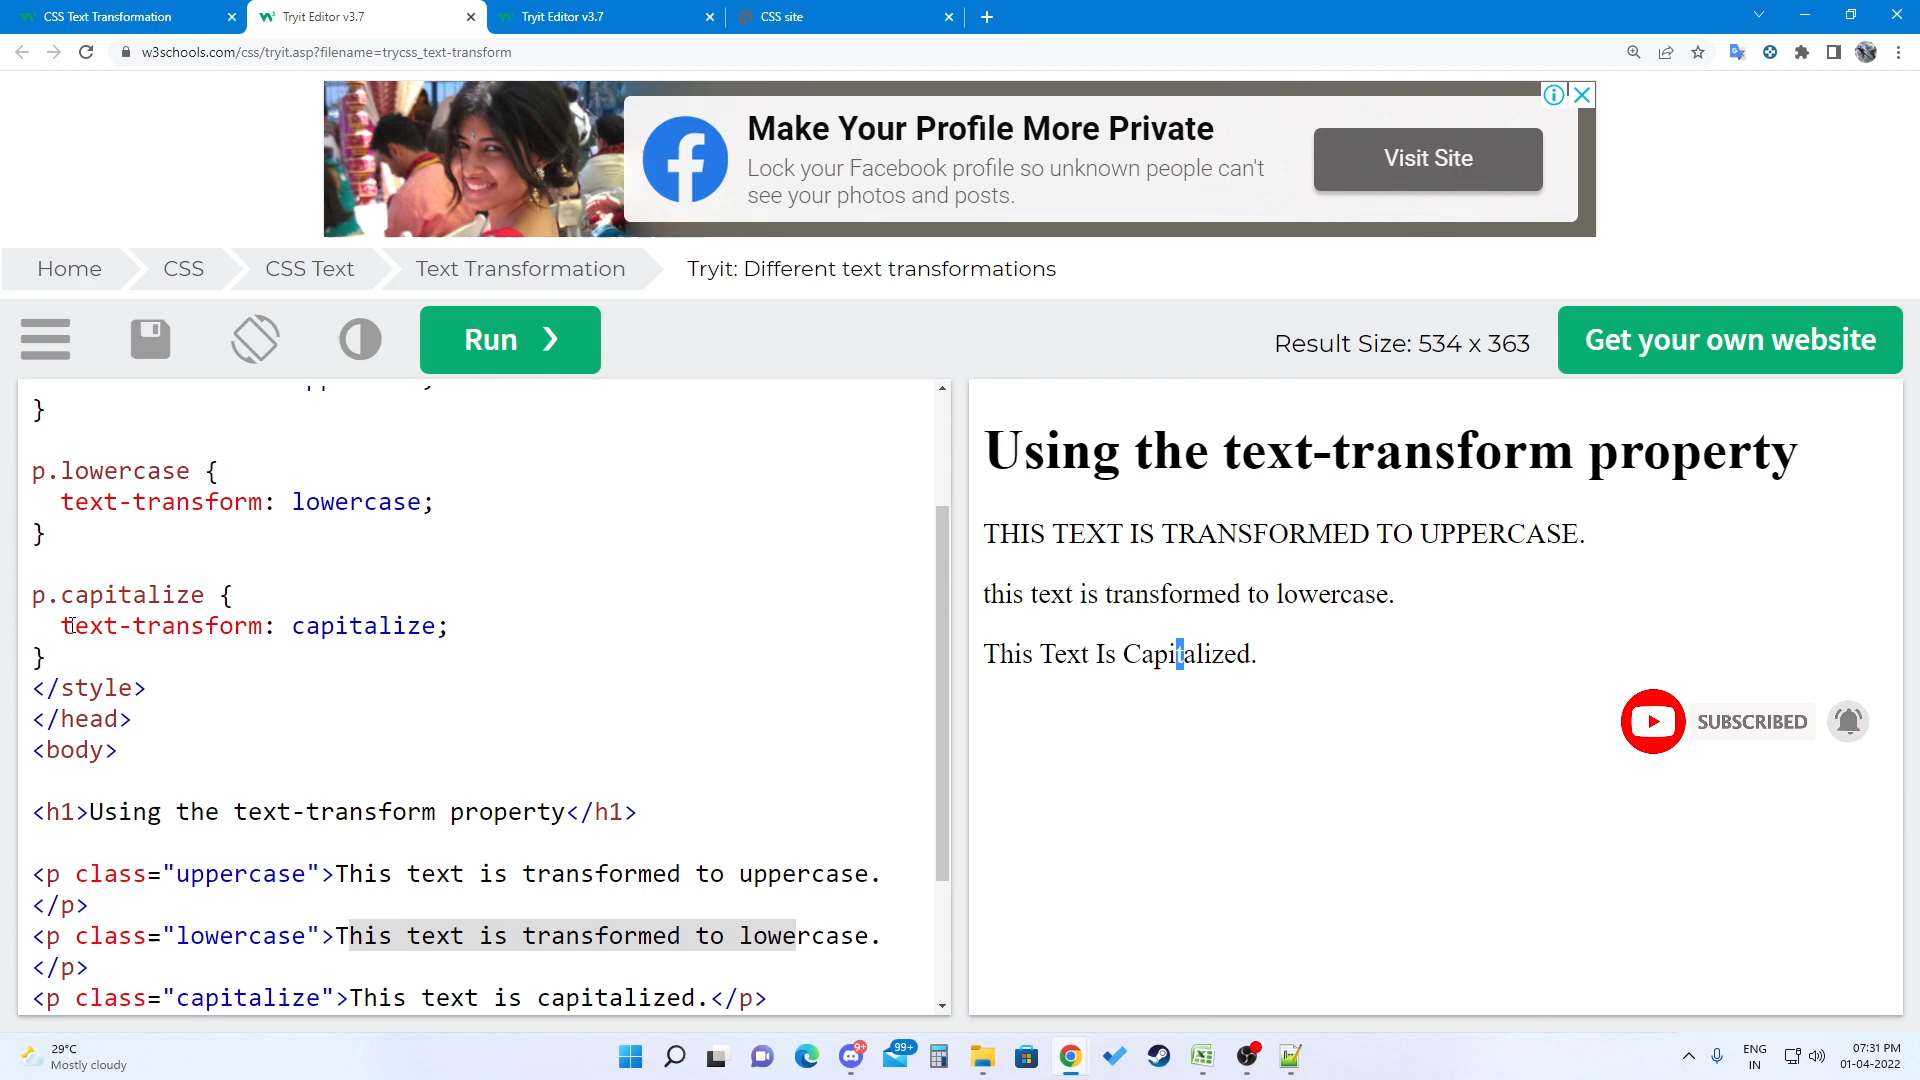 CSS Text Transformation
Tryit Editor v3.7
Tryit Editor v3.7
CSS site
w3schools.com/css/tryit.asp?filename=trycss_text-transform
Make Your Profile More Private
Lock your Facebook profile so unknown people can't
see your photos and posts.
Visit Site
Home
CSS
CSS Text
Text Transformation
Tryit: Different text transformations
Run ❯
Result Size: 534 x 363
Get your own website
}
p.lowercase {
text-transform: lowercase;
}
p.capitalize {
text-transform: capitalize;
}
</style>
</head>
<body>
<h1>Using the text-transform property</h1>
<p class="uppercase">This text is transformed to uppercase.
</p>
<p class="lowercase">This text is transformed to lowercase.
</p>
<p class="capitalize">This text is capitalized.</p>
Using the text-transform property
THIS TEXT IS TRANSFORMED TO UPPERCASE.
this text is transformed to lowercase.
This Text Is Capitalized.
SUBSCRIBED
29°C
Mostly cloudy
9+
99+
ENG
IN
07:31 PM
01-04-2022